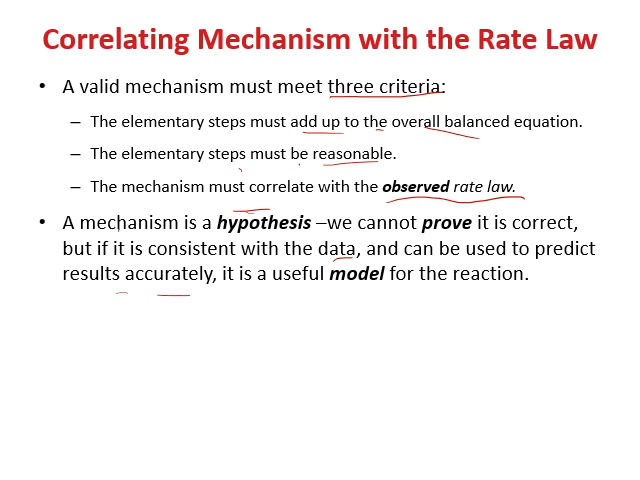 Correlating Mechanism with the Rate Law
• A valid mechanism must meet three criteria:
– The elementary steps must add up to the overall balanced equation.
– The elementary steps must be reasonable.
– The mechanism must correlate with the observed rate law.
• A mechanism is a hypothesis –we cannot prove it is correct,
but if it is consistent with the data, and can be used to predict
results accurately, it is a useful model for the reaction.